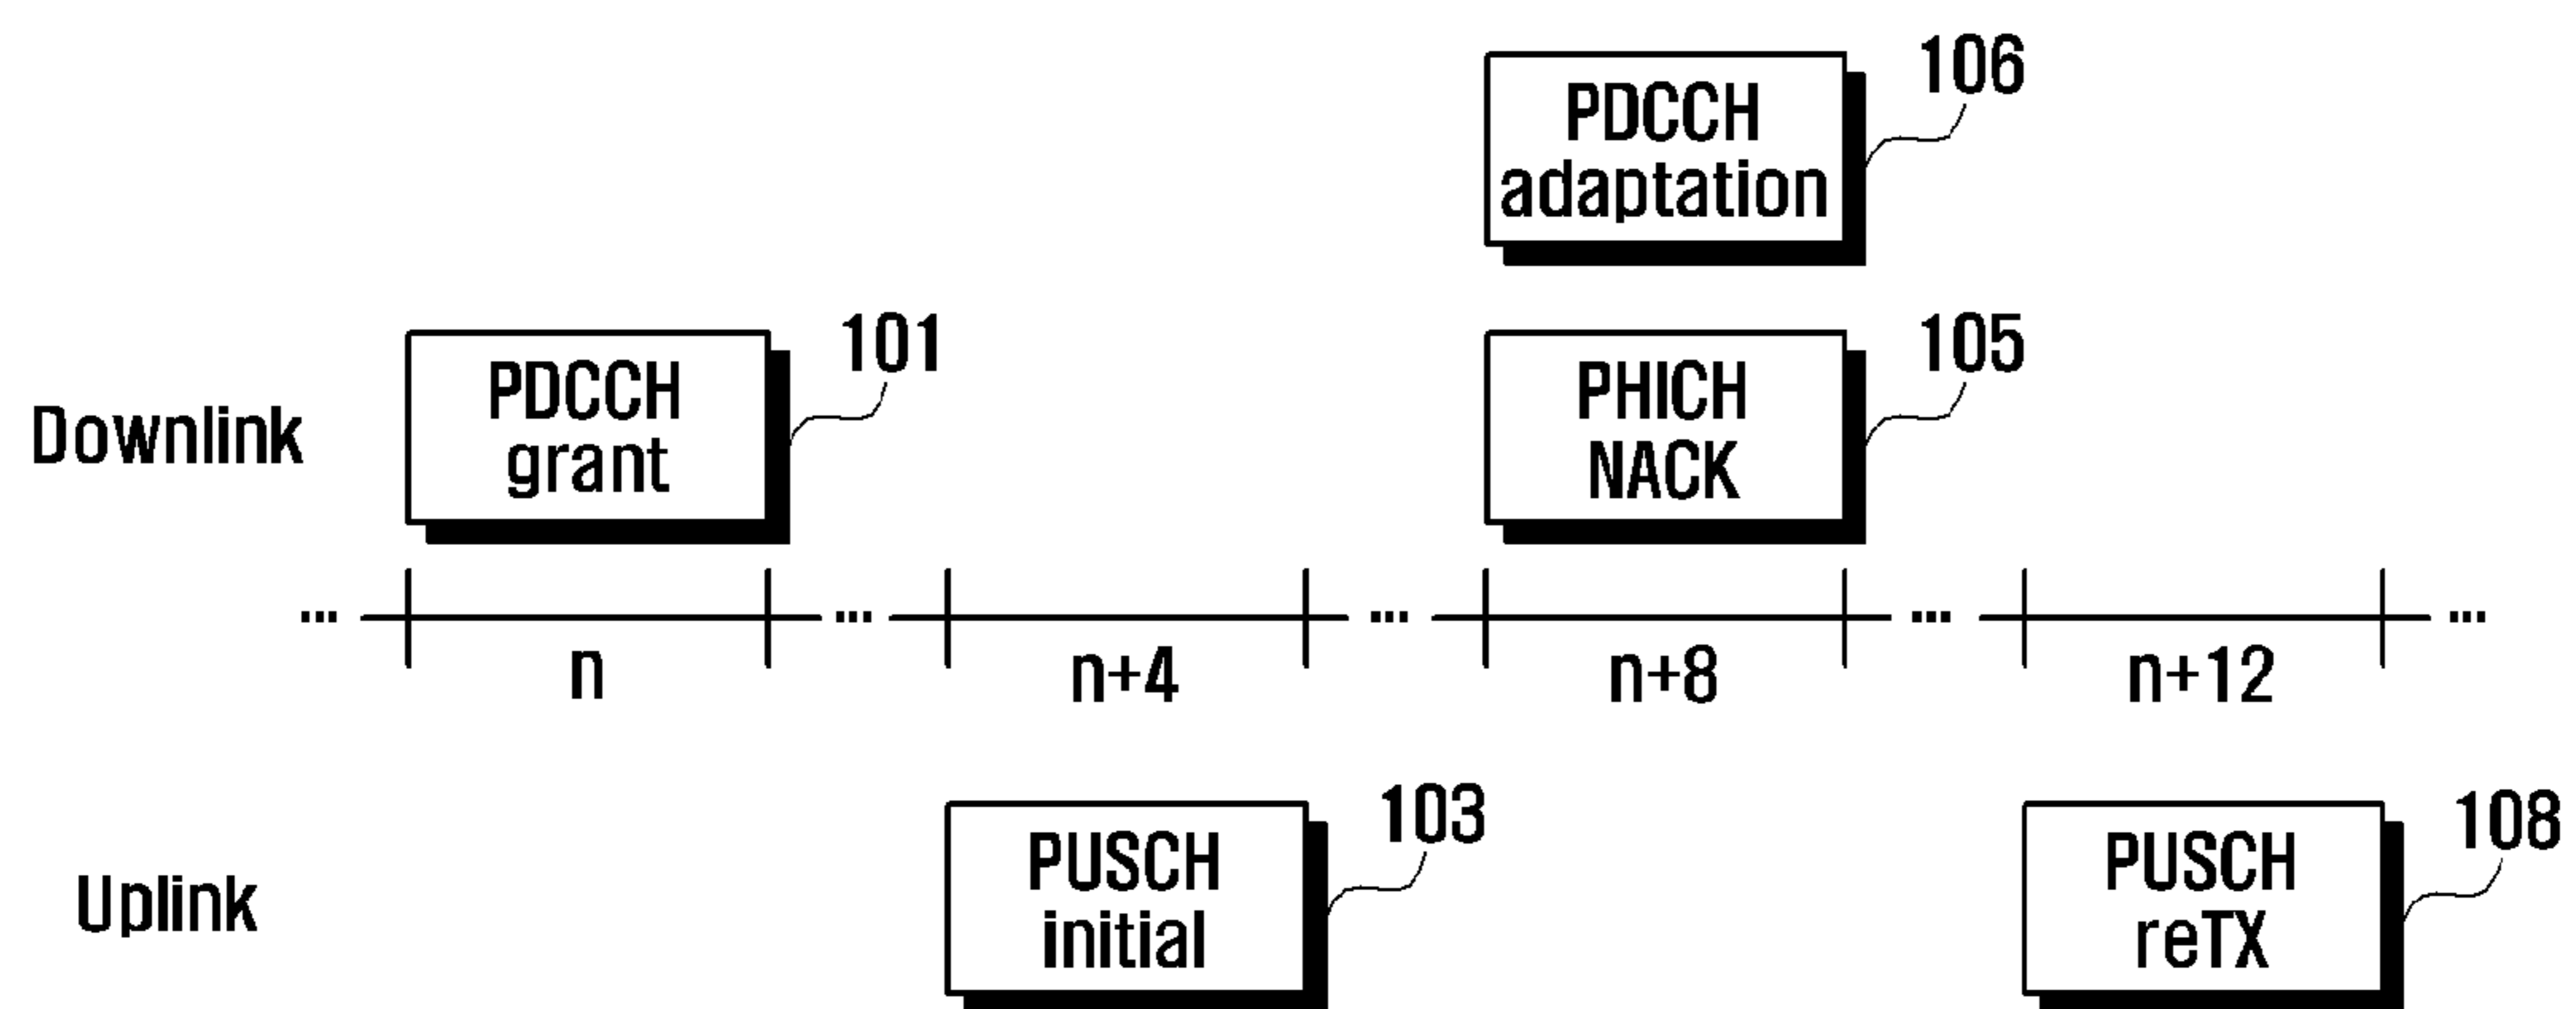 PDCCH
adaptation
106
Downlink
PDCCH
grant
101
PHICH
NACK
105
... n ... n+4 ... n+8 ... n+12 ...
Uplink
PUSCH
initial
103
PUSCH
reTX
108